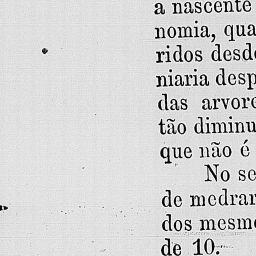 a nascente
nomia, qua
ridos desde
niaria desp
das arvore
tão diminu
que não é
No se
de medrar
dos mesmo
de 10.